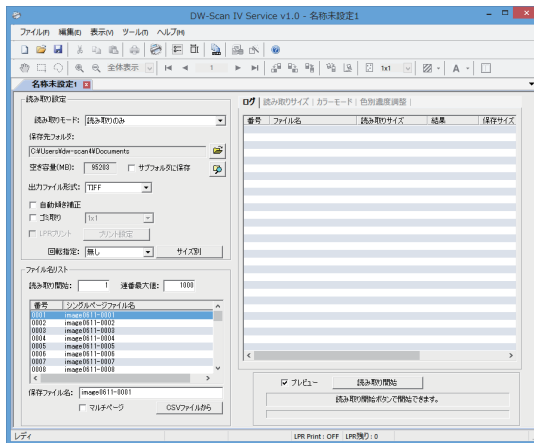 DW-Scan IV Service v1.0 - 名称未設定1
ファイル(F) 編集(E) 表示(V) ツール(T) ヘルプ(H)
全体表示 1 1x1 A
名称未設定1
読み取り設定
読み取りモード: 読み取りのみ
保存先フォルダ:
C:¥Users¥dw-scan4¥Documents
空き容量(MB): 95203 サブフォルダに保存
出力ファイル形式: TIFF
自動傾き補正
ゴミ取り 1x1
LPRプリント プリント設定
回転指定: 無し サイズ別
ファイル名リスト
読み取り開始: 1 連番最大値: 1000
番号 シングルページファイル名
0001 image0611-0001
0002 image0611-0002
0003 image0611-0003
0004 image0611-0004
0005 image0611-0005
0006 image0611-0006
0007 image0611-0007
0008 image0611-0008
保存ファイル名: image0611-0001
マルチページ CSVファイルから
ログ 読み取りサイズ カラーモード 色別濃度調整
番号 ファイル名 読み取りサイズ 結果 保存サイズ
プレビュー 読み取り開始
読み取り開始ボタンで開始できます。
レディ LPR Print : OFF LPR残り : 0